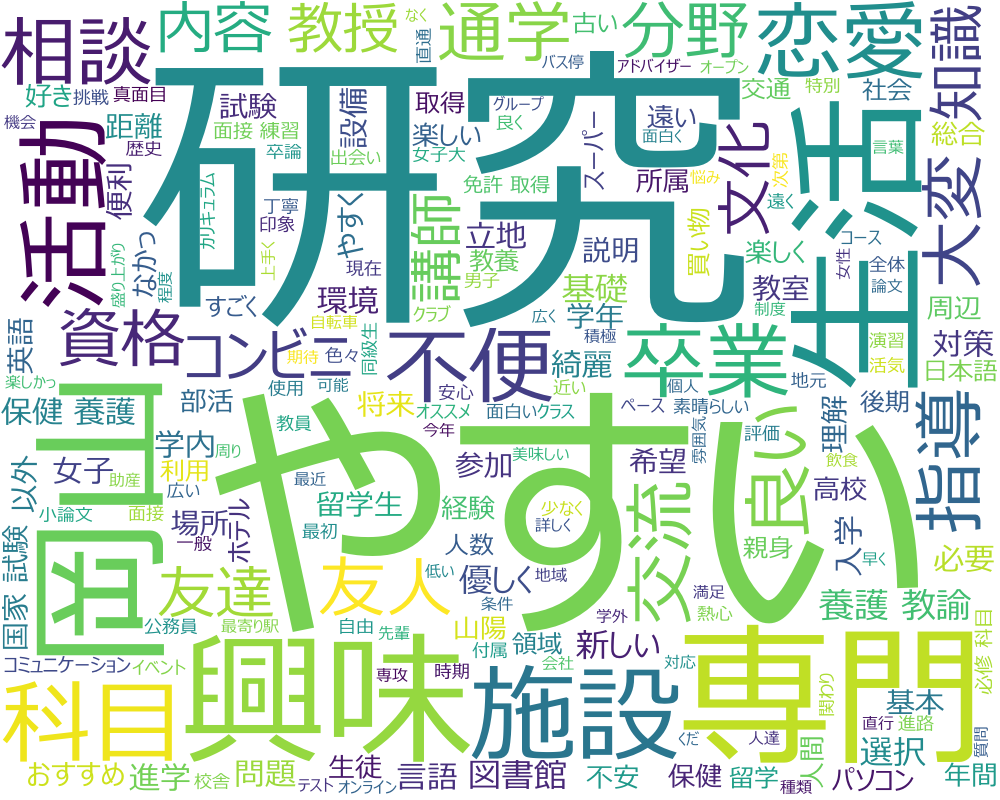 相談
内容
教授
なく
直通
通学
古い
分野
恋愛
知識
バス停
アドバイザー
オープン
交通
特別
社会
好き
挑戦
真面目
試験
設備
取得
グループ
良く
遠い
面白く
機会
距離
歴史
面接 練習
卒論
出会い
楽しい
女子大
スーパー
総合
言葉
研究
活動
便利
カリキュラム
丁寧
印象
やすく
免許 取得
所属
文化
悩み
次第
遠く
生活
大変
盛り上がり
程度
なかっ
上手く
現在
講師
立地
教養
説明
買い物
楽しく
コース
女性
全体
論文
すごく
環境
男子
クラブ
基礎
教室
制度
周辺
英語
資格
コンビニ
自転車
期待
色々
同級生
不便
広く
積極
学年
綺麗
卒業
演習
活気
対策
楽しかっ
日本語
保健 養護
部活
使用
可能
安心
近い
個人
地元
将来
オススメ
面白い
クラス
ペース
素晴らしい
後期
岡山
やすい
教員
今年
雰囲気
評価
理解
学内
周り
良い
指導
以外
女子
利用
最近
参加
美味しい
希望
飲食
高校
助産
広い
留学生
経験
少なく
詳しく
交流
小論文
面接
場所
ホテル
一般
最初
人数
低い
優しく
地域
親身
入学
早く
必要
国家 試験
友達
友人
条件
満足
熱心
養護 教諭
公務員
最寄り駅
自由
先輩
山陽
付属
領域
学外
新しい
必修 科目
コミュニケーション
イベント
専攻
時期
会社
対応
関わり
科目
興味
施設
専門
基本
直行
進路
くだ
人達
質問
おすすめ
進学
校舎
問題
生徒
テスト
オンライン
言語
図書館
不安
保健
留学
種類
人間
選択
パソコン
年間